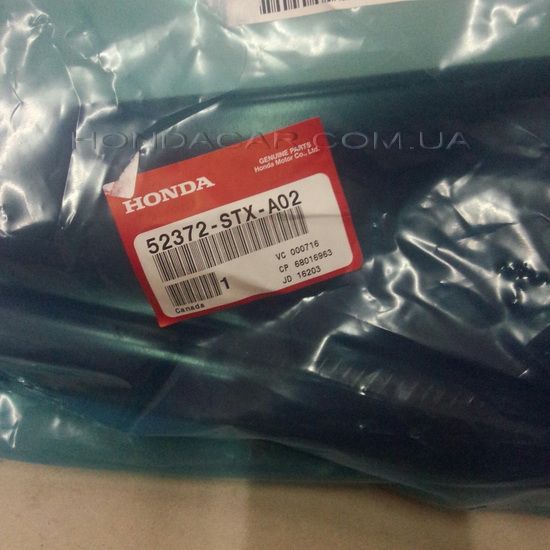 HONDACAR.COM.UA
GENUINE PARTS
Honda Motor Co., Ltd.
HONDA
52372-STX-A02
VC 000716
CP 68016963
JD 16203
1
Canada